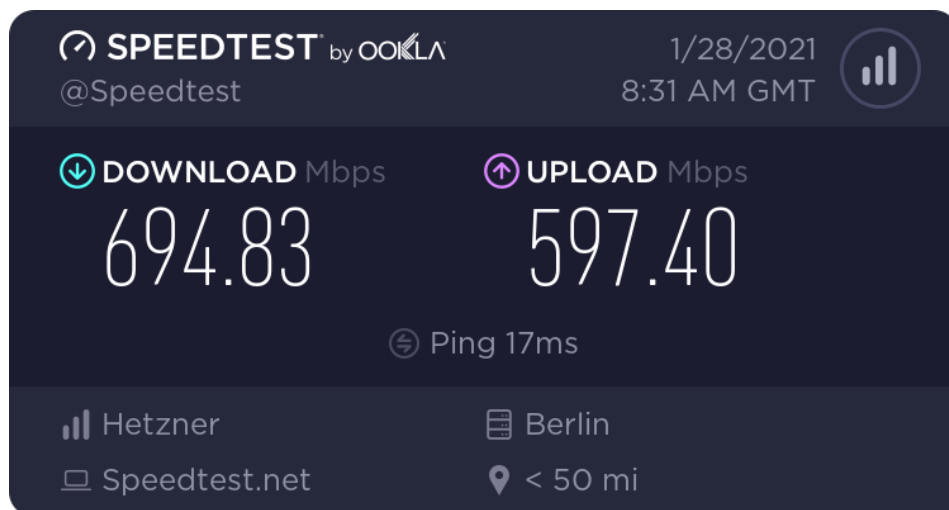 SPEEDTEST by OOKLA
@Speedtest
1/28/2021
8:31 AM GMT
DOWNLOAD Mbps
694.83
UPLOAD Mbps
597.40
Ping 17ms
Hetzner
Berlin
Speedtest.net
< 50 mi